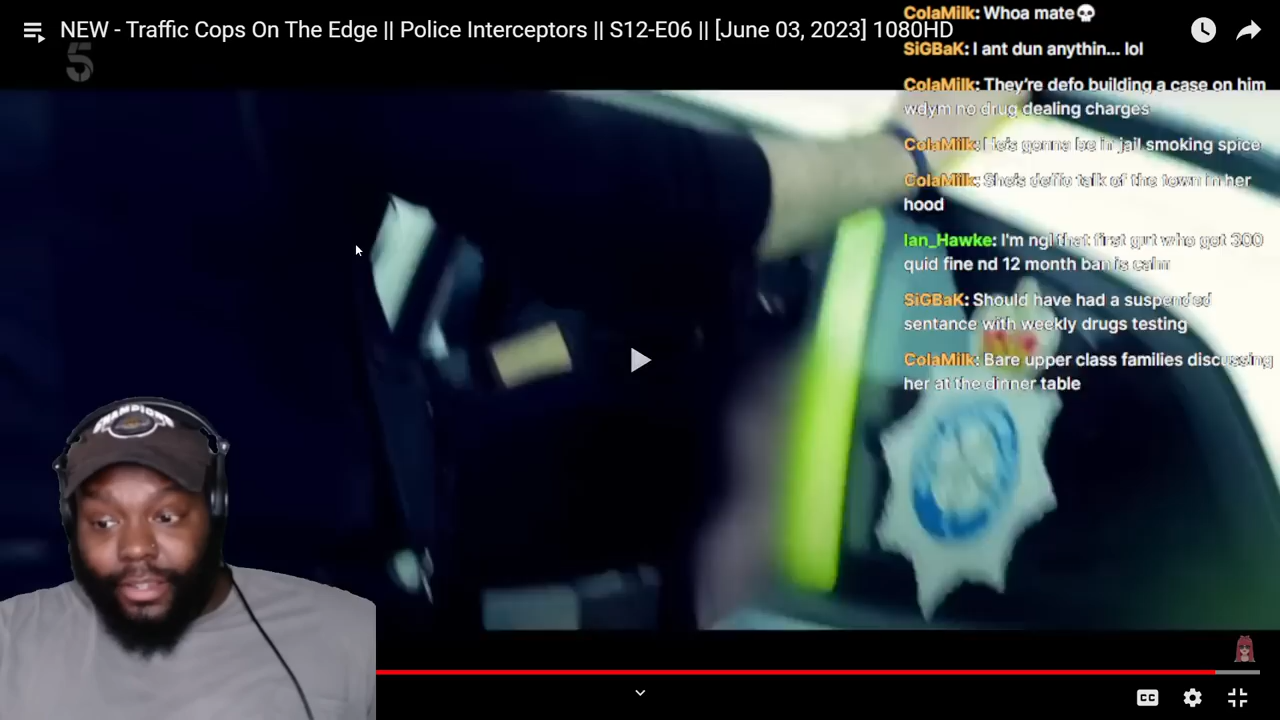 NEW - Traffic Cops On The Edge || Police Interceptors || S12-E06 || [June 03, 2023] 1080HD
5
ColaMilk: Whoa mate💀
SiGBaK: I ant dun anythin... lol
ColaMilk: They're defo building a case on him
wdym no drug dealing charges
ColaMilk: He's gonna be in jail smoking spice
ColaMilk: She's deffo talk of the town in her
hood
Ian_Hawke: I'm ngl that first gut who got 300
quid fine nd 12 month ban is calm
SiGBaK: Should have had a suspended
sentance with weekly drugs testing
ColaMilk: Bare upper class families discussing
her at the dinner table
CHAMPIONS
CC